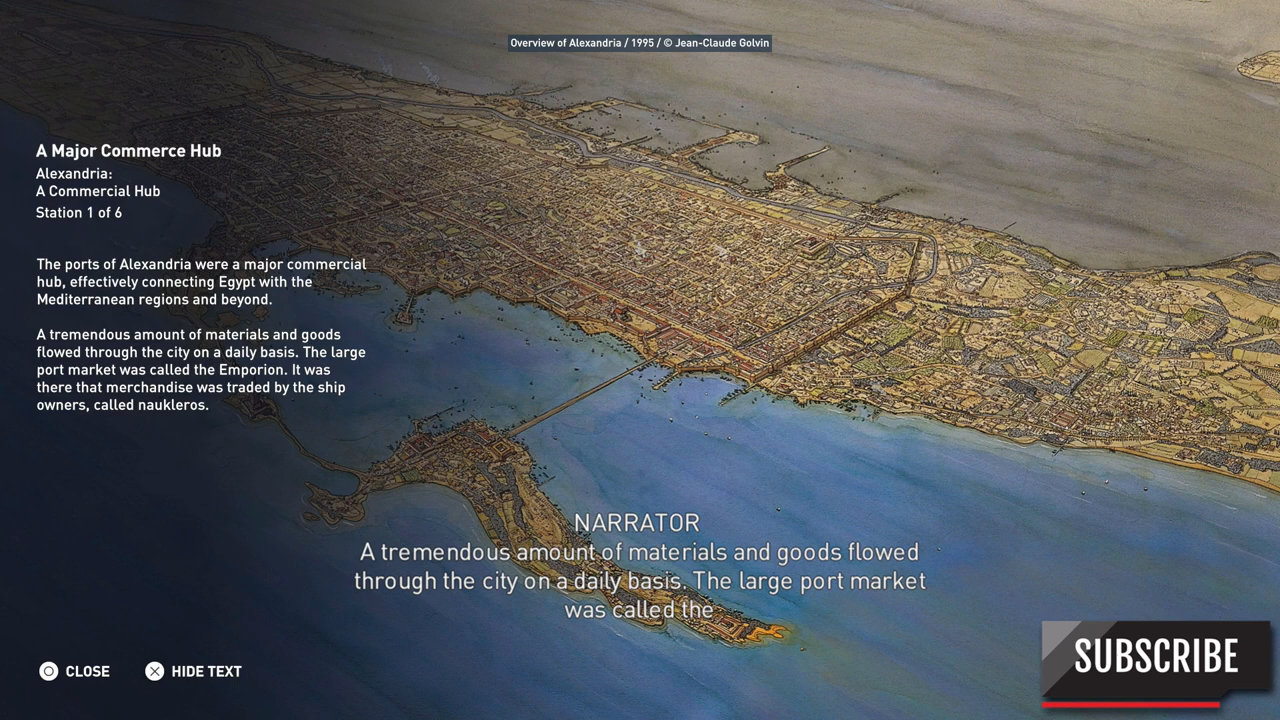 Overview of Alexandria / 1995 / © Jean-Claude Golvin
A Major Commerce Hub
Alexandria:
A Commercial Hub
Station 1 of 6
The ports of Alexandria were a major commercial
hub, effectively connecting Egypt with the
Mediterranean regions and beyond.
A tremendous amount of materials and goods
flowed through the city on a daily basis. The large
port market was called the Emporion. It was
there that merchandise was traded by the ship
owners, called naukleros.
NARRATOR
A tremendous amount of materials and goods flowed
through the city on a daily basis. The large port market
was called the
CLOSE
HIDE TEXT
SUBSCRIBE